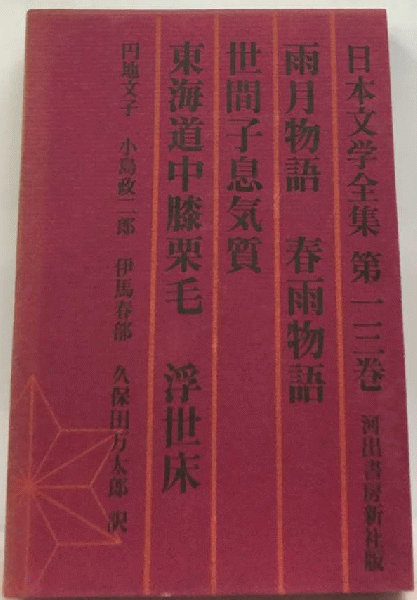 日本文学全集 第一三巻 河出書房新社版
雨月物語 春雨物語
世間子息気質
東海道中膝栗毛 浮世床
円地文子 小島政二郎 伊馬春部 久保田万太郎 訳